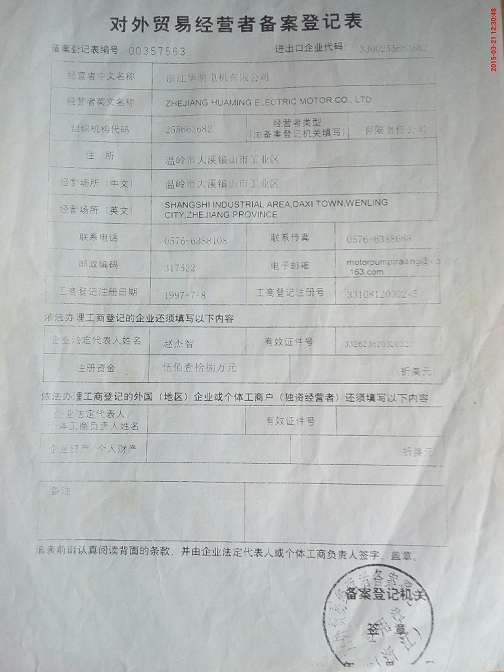 2015-03-21 12:30:48
对外贸易经营者备案登记表
备案登记表编号: 00357563 进出口企业代码: 3300255663682
经营者中文名称 浙江华明电机有限公司
经营者英文名称 ZHEJIANG HUAMING ELECTRIC MOTOR CO., LTD
组织机构代码 255663682 经营者类型 (由备案登记机关填写) 有限责任公司
住 所 温岭市大溪镇山市工业区
经营场所（中文） 温岭市大溪镇山市工业区
经营场所（英文） SHANGSHI INDUSTRIAL AREA,DAXI TOWN,WENLING
CITY,ZHEJIANG PROVINCE
联系电话 0576-6388108 联系传真 0576-6388668
邮政编码 317522 电子邮箱 motorpumptrading@
163.com
工商登记注册日期 1997-7-8 工商登记注册号
依法办理工商登记的企业还须填写以下内容
企业法定代表人姓名 赵杰智 有效证件号
注册资金 伍佰壹拾捌万元 折美元
依法办理工商登记的外国（地区）企业或个体工商户（独资经营者）还须填写以下内容
企业法定代表人/
个体工商负责人姓名 有效证件号
企业资产/个人财产 折美元
备注
填表前请认真阅读背面的条款，并由企业法定代表人或个体工商负责人签字、盖章。
备案登记机关
签 章